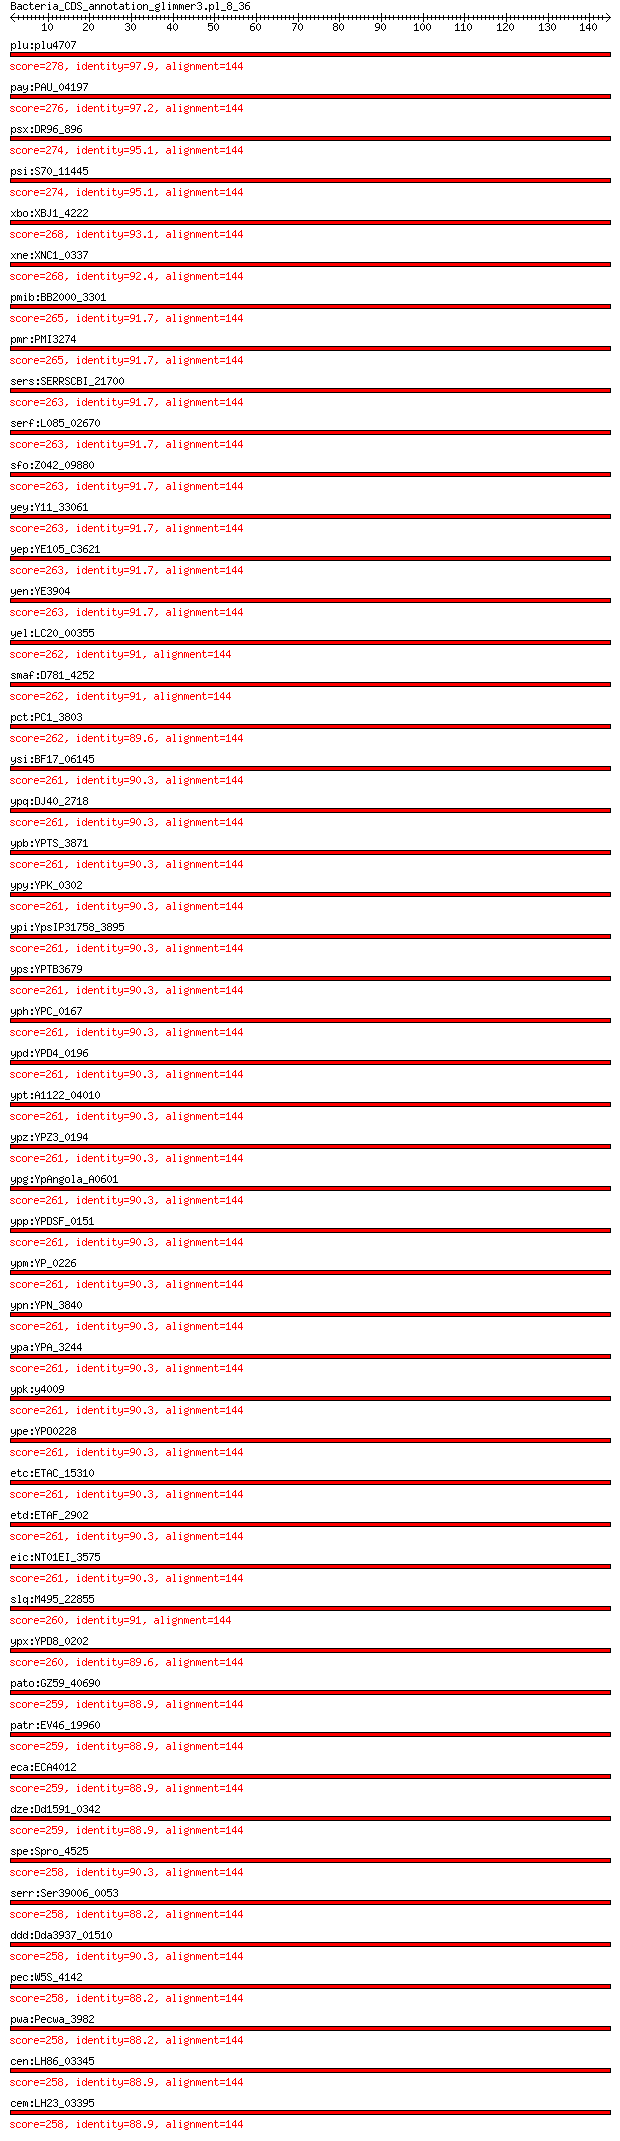 Bacteria_CDS_annotation_glimmer3.pl_8_36
10 20 30 40 50 60 70 80 90 100 110 120 130 140
plu:plu4707
score=278, identity=97.9, alignment=144
pay:PAU_04197
score=276, identity=97.2, alignment=144
psx:DR96_896
score=274, identity=95.1, alignment=144
psi:S70_11445
score=274, identity=95.1, alignment=144
xbo:XBJ1_4222
score=268, identity=93.1, alignment=144
xne:XNC1_0337
score=268, identity=92.4, alignment=144
pmib:BB2000_3301
score=265, identity=91.7, alignment=144
pmr:PMI3274
score=265, identity=91.7, alignment=144
sers:SERRSCBI_21700
score=263, identity=91.7, alignment=144
serf:L085_02670
score=263, identity=91.7, alignment=144
sfo:Z042_09880
score=263, identity=91.7, alignment=144
yey:Y11_33061
score=263, identity=91.7, alignment=144
yep:YE105_C3621
score=263, identity=91.7, alignment=144
yen:YE3904
score=263, identity=91.7, alignment=144
yel:LC20_00355
score=262, identity=91, alignment=144
smaf:D781_4252
score=262, identity=91, alignment=144
pct:PC1_3803
score=262, identity=89.6, alignment=144
ysi:BF17_06145
score=261, identity=90.3, alignment=144
ypq:DJ40_2718
score=261, identity=90.3, alignment=144
ypb:YPTS_3871
score=261, identity=90.3, alignment=144
ypy:YPK_0302
score=261, identity=90.3, alignment=144
ypi:YpsIP31758_3895
score=261, identity=90.3, alignment=144
yps:YPTB3679
score=261, identity=90.3, alignment=144
yph:YPC_0167
score=261, identity=90.3, alignment=144
ypd:YPD4_0196
score=261, identity=90.3, alignment=144
ypt:A1122_04010
score=261, identity=90.3, alignment=144
ypz:YPZ3_0194
score=261, identity=90.3, alignment=144
ypg:YpAngola_A0601
score=261, identity=90.3, alignment=144
ypp:YPDSF_0151
score=261, identity=90.3, alignment=144
ypm:YP_0226
score=261, identity=90.3, alignment=144
ypn:YPN_3840
score=261, identity=90.3, alignment=144
ypa:YPA_3244
score=261, identity=90.3, alignment=144
ypk:y4009
score=261, identity=90.3, alignment=144
ype:YPO0228
score=261, identity=90.3, alignment=144
etc:ETAC_15310
score=261, identity=90.3, alignment=144
etd:ETAF_2902
score=261, identity=90.3, alignment=144
eic:NT01EI_3575
score=261, identity=90.3, alignment=144
slq:M495_22855
score=260, identity=91, alignment=144
ypx:YPD8_0202
score=260, identity=89.6, alignment=144
pato:GZ59_40690
score=259, identity=88.9, alignment=144
patr:EV46_19960
score=259, identity=88.9, alignment=144
eca:ECA4012
score=259, identity=88.9, alignment=144
dze:Dd1591_0342
score=259, identity=88.9, alignment=144
spe:Spro_4525
score=258, identity=90.3, alignment=144
serr:Ser39006_0053
score=258, identity=88.2, alignment=144
ddd:Dda3937_01510
score=258, identity=90.3, alignment=144
pec:W5S_4142
score=258, identity=88.2, alignment=144
pwa:Pecwa_3982
score=258, identity=88.2, alignment=144
cen:LH86_03345
score=258, identity=88.9, alignment=144
cem:LH23_03395
score=258, identity=88.9, alignment=144